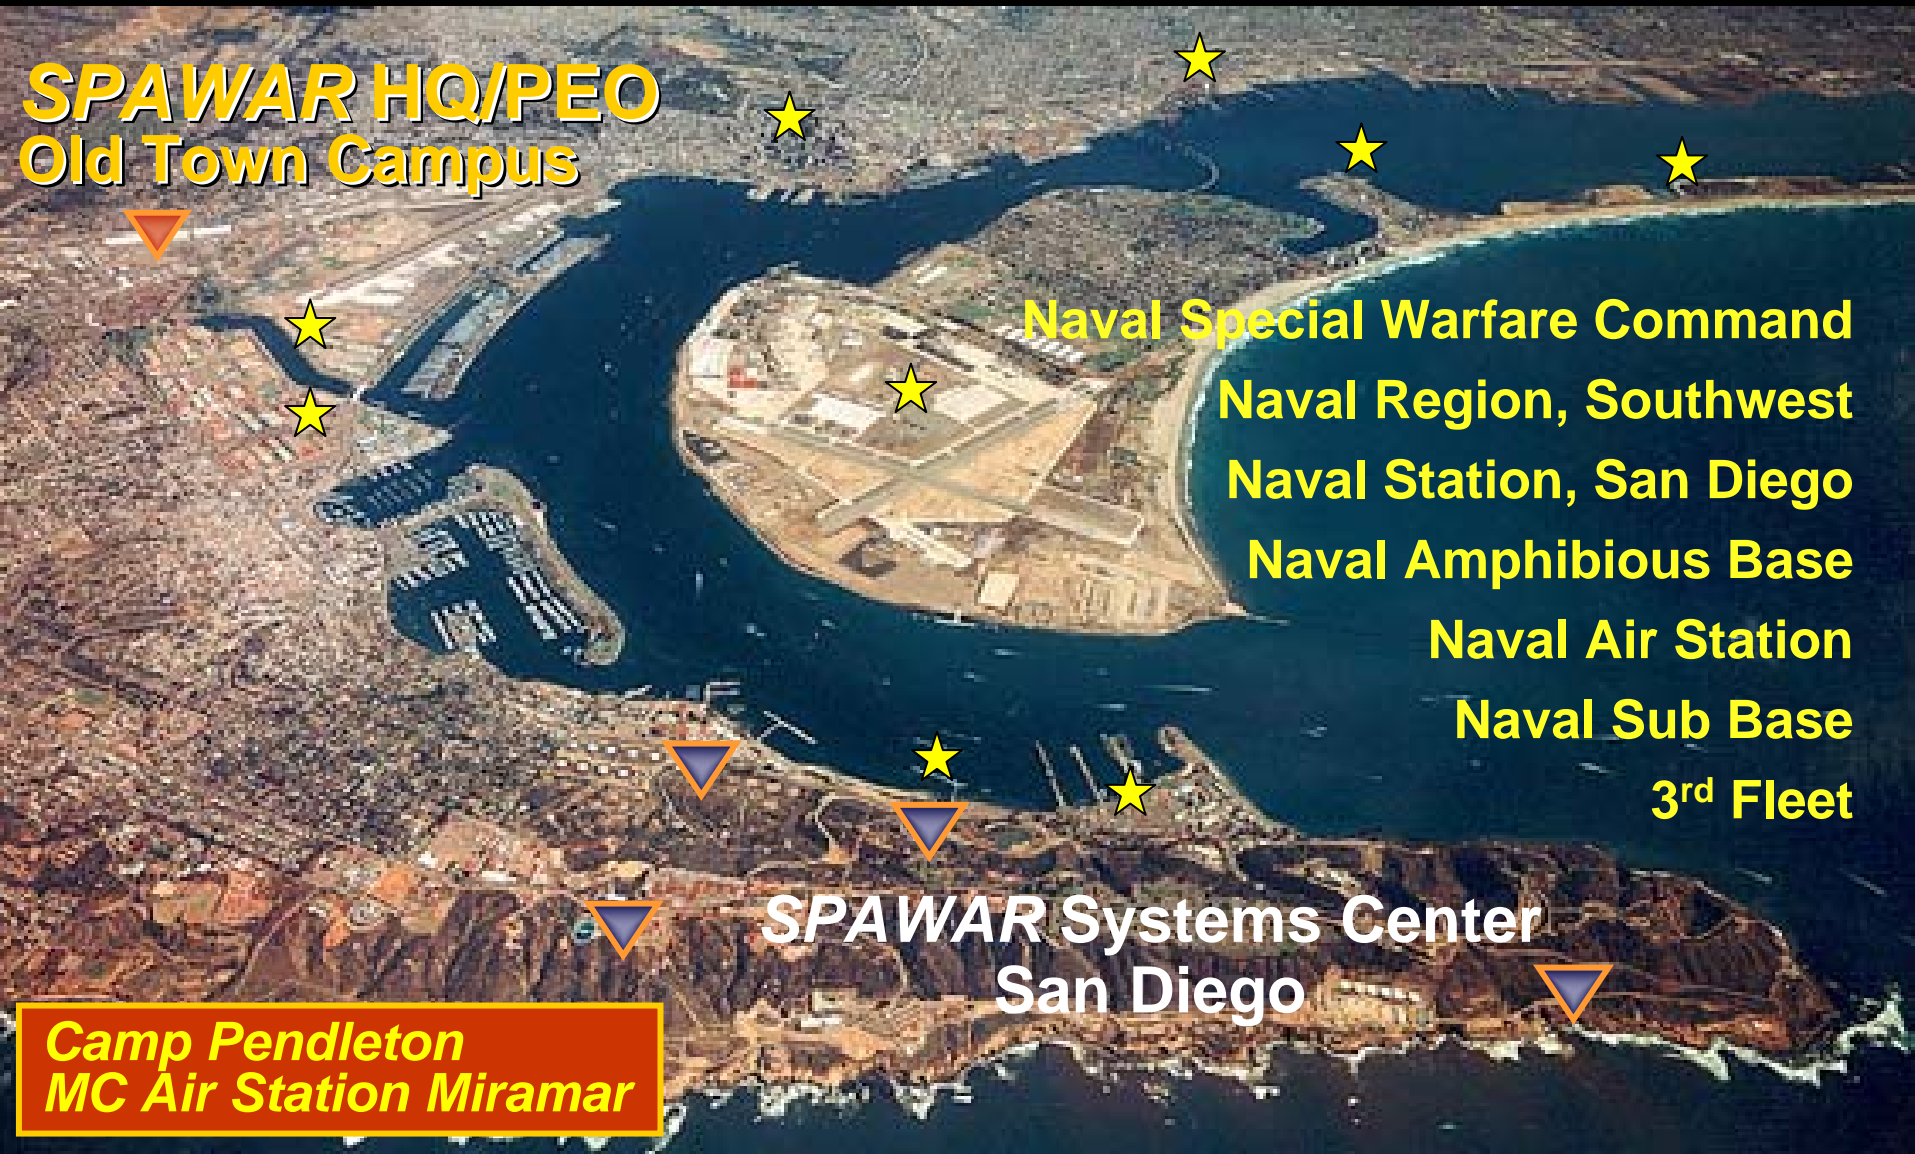 SPAWAR HQ/PEO
Old Town Campus
Naval Special Warfare Command
Naval Region, Southwest
Naval Station, San Diego
Naval Amphibious Base
Naval Air Station
Naval Sub Base
3rd Fleet
SPAWAR Systems Center
San Diego
Camp Pendleton
MC Air Station Miramar